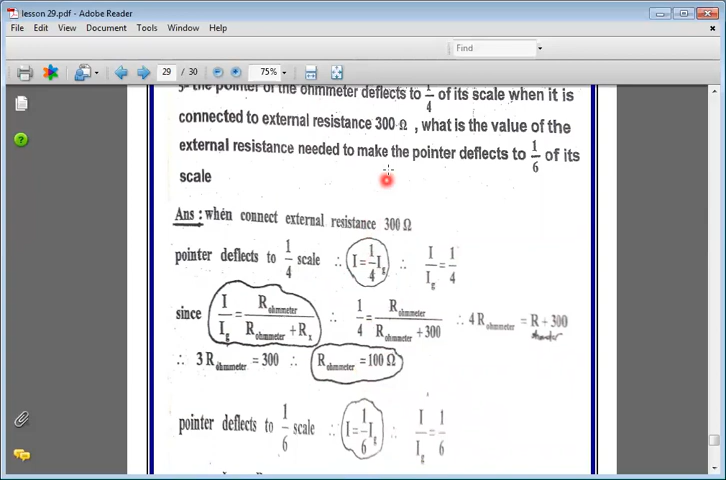 lesson 29.pdf - Adobe Reader
File Edit View Document Tools Window Help
Find
29 / 30 75%
5- the pointer of the ohmmeter deflects to 1/4 of its scale when it is
connected to external resistance 300 Ω , what is the value of the
external resistance needed to make the pointer deflects to 1/6 of its
scale
Ans : when connect external resistance 300 Ω
pointer deflects to 1/4 scale ∴ I = 1/4 Ig ∴ I/Ig = 1/4
since I/Ig = Rohmmeter/(Rohmmeter + Rx) ∴ 1/4 = Rohmmeter/(Rohmmeter + 300) ∴ 4 Rohmmeter = R + 300
∴ 3 Rohmmeter = 300 ∴ Rohmmeter = 100 Ω
pointer deflects to 1/6 scale ∴ I = 1/6 Ig ∴ I/Ig = 1/6